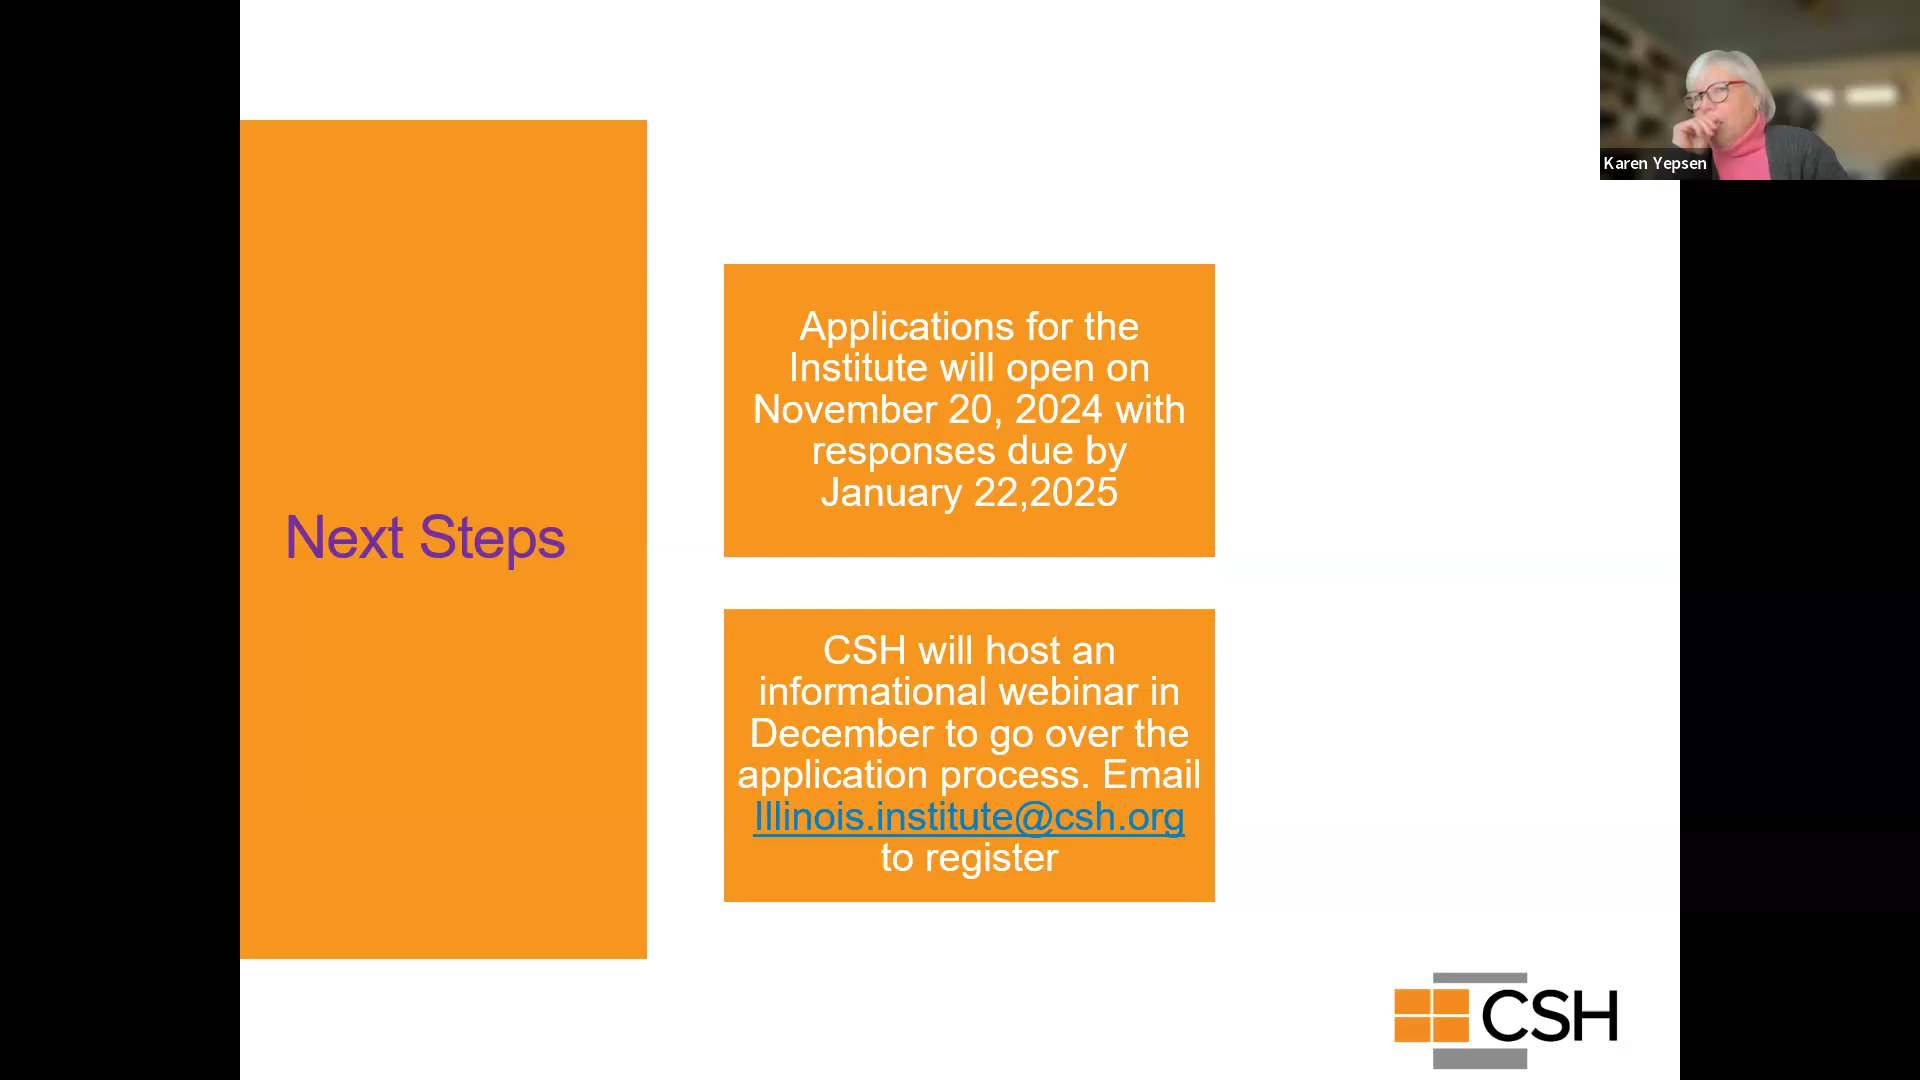 Karen Yepsen
Next Steps
Applications for the
Institute will open on
November 20, 2024 with
responses due by
January 22,2025
CSH will host an
informational webinar in
December to go over the
application process. Email
Illinois.institute@csh.org
to register
CSH